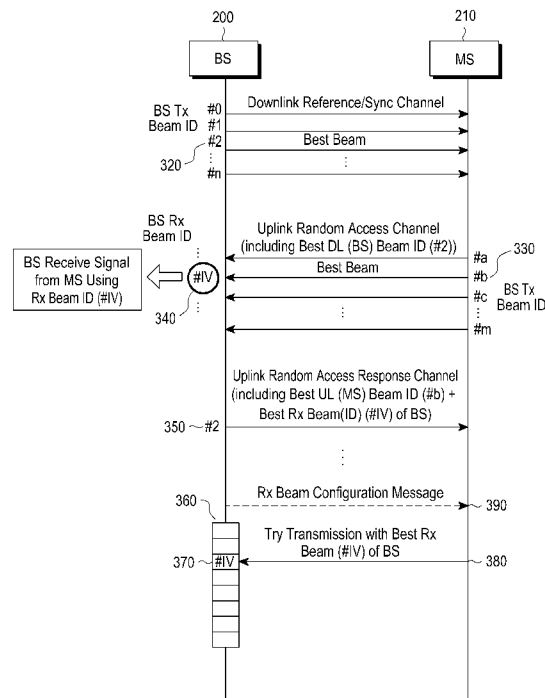 200
210
BS
MS
BS Tx
Beam ID
#0
Downlink Reference/Sync Channel
#1
320
#2
Best Beam
#n
BS Rx
Beam ID
Uplink Random Access Channel
(including Best DL (BS) Beam ID (#2))
#a
330
BS Receive Signal
from MS Using
Rx Beam ID (#IV)
#IV
Best Beam
#b
340
#c
BS Tx
Beam ID
#m
Uplink Random Access Response Channel
(including Best UL (MS) Beam ID (#b) +
Best Rx Beam(ID) (#IV) of BS)
350
#2
Rx Beam Configuration Message
390
360
Try Transmission with Best Rx
Beam (#IV) of BS
370
#IV
380